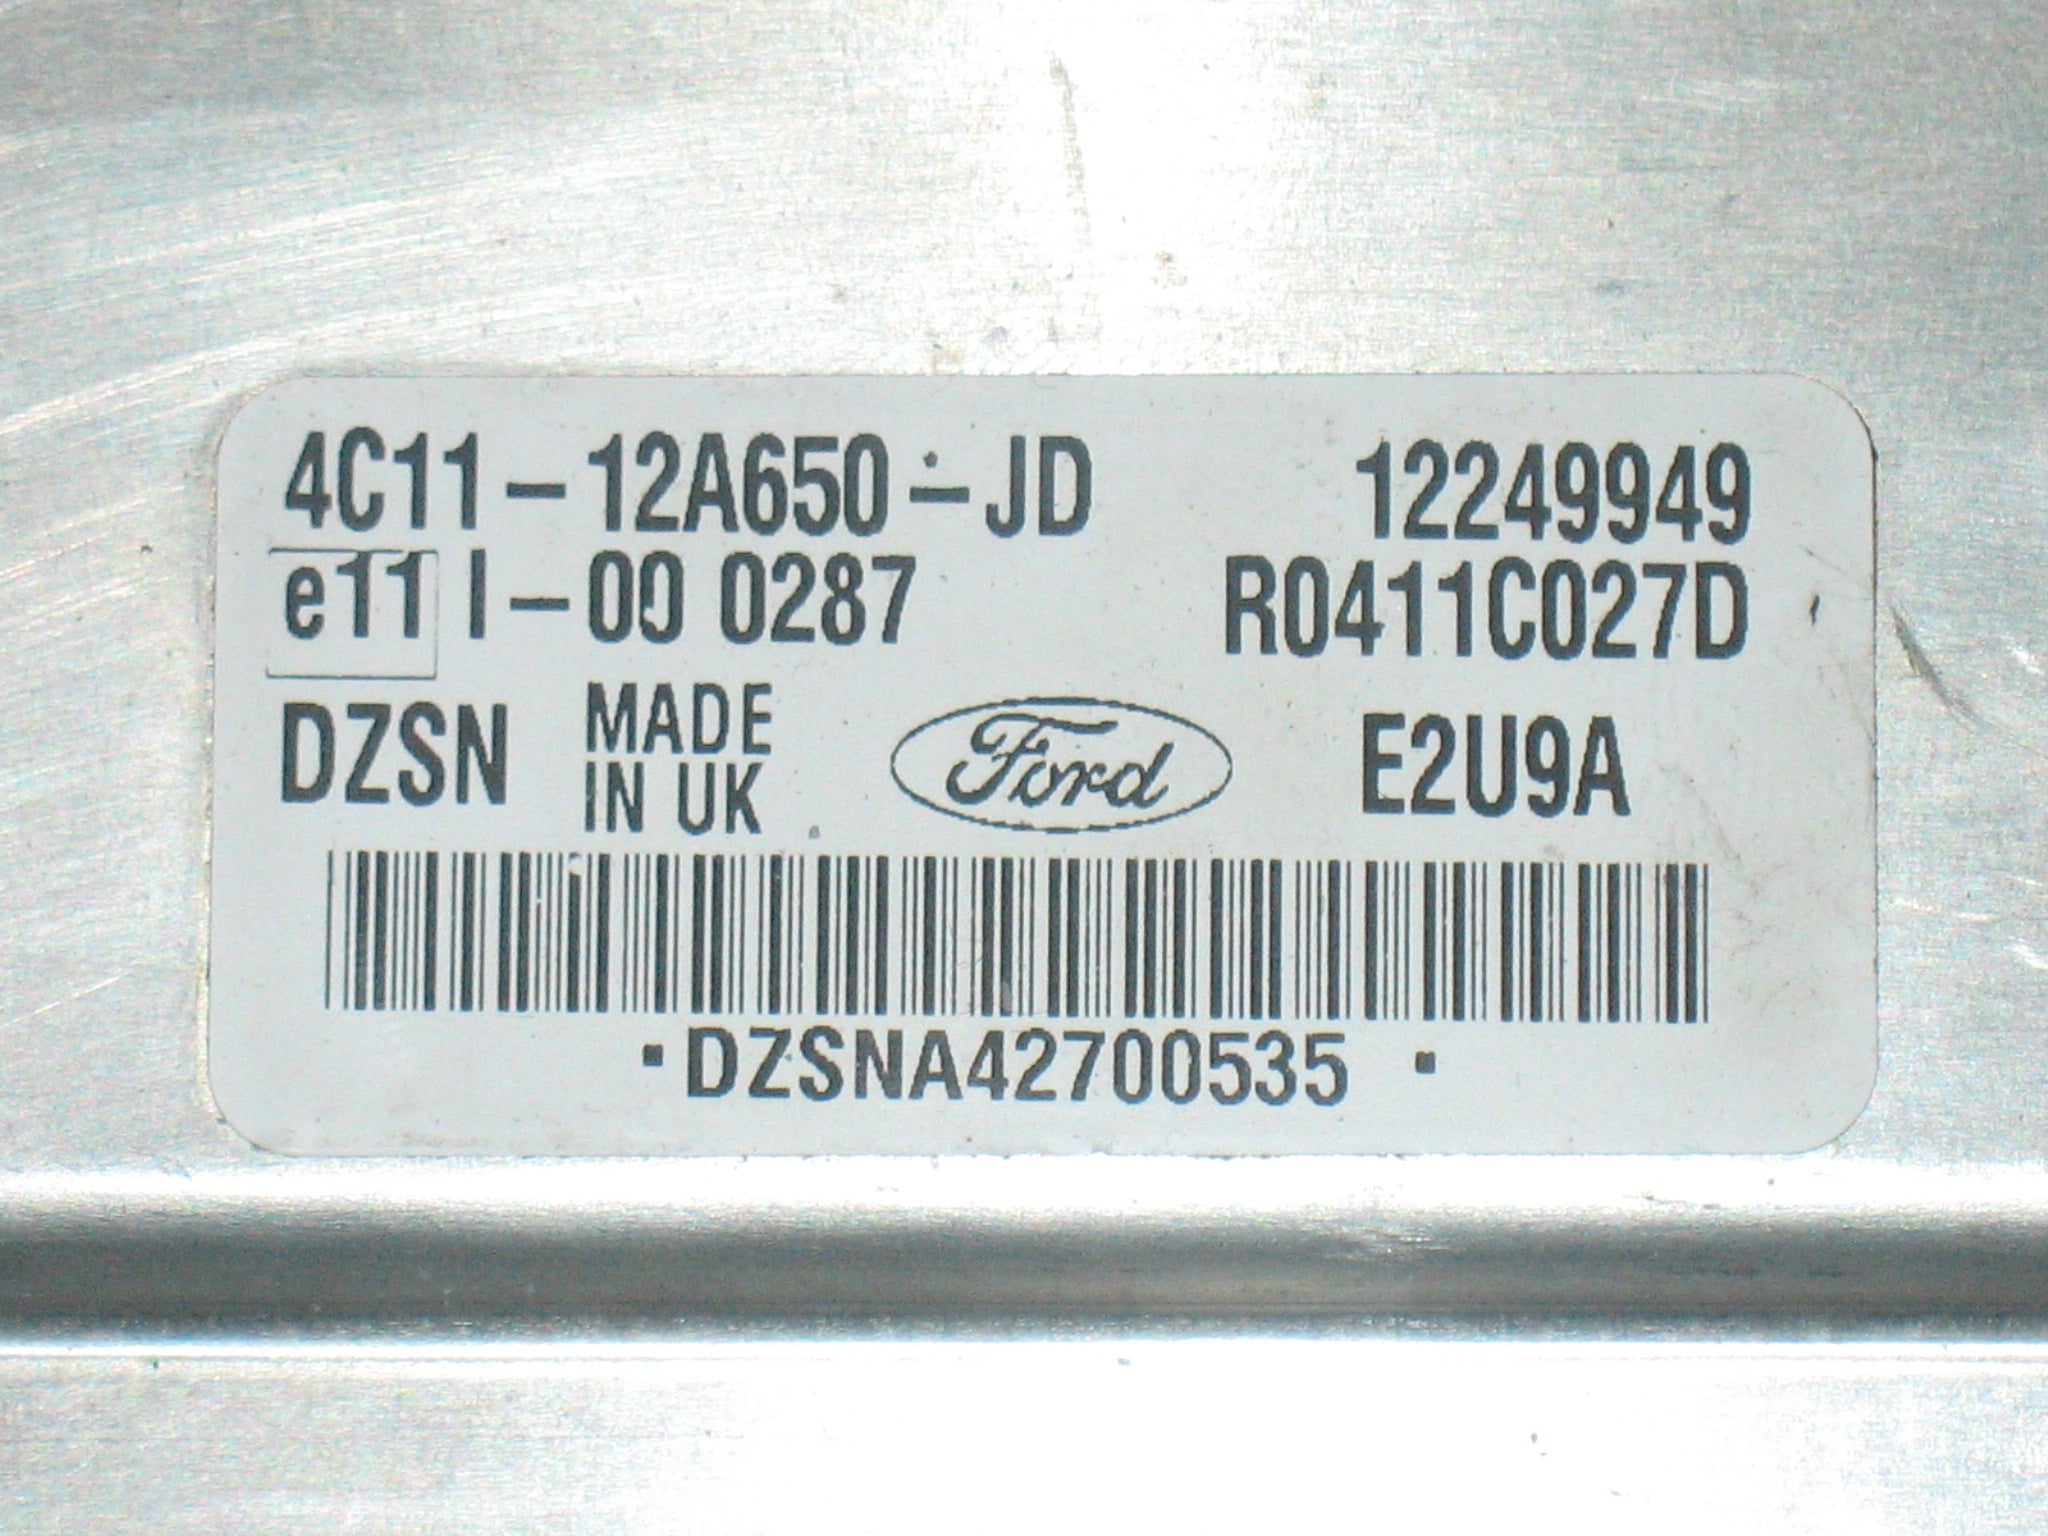 4C11-12A650-JD 12249949
e11 I-00 0287 R0411C027D
DZSN MADE IN UK Ford E2U9A
DZSNA42700535